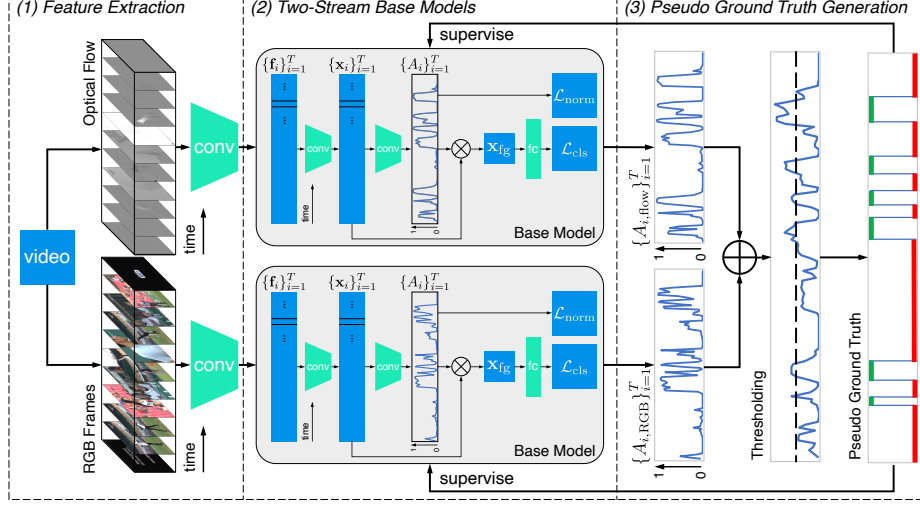 (1) Feature Extraction
(2) Two-Stream Base Models
(3) Pseudo Ground Truth Generation
video
Optical Flow
conv
time
RGB Frames
conv
time
supervise
{f_i}_{i=1}^T
{x_i}_{i=1}^T
{A_i}_{i=1}^T
...
...
...
...
conv
conv
time
1
0
x_fg
fc
L_norm
L_cls
Base Model
{f_i}_{i=1}^T
{x_i}_{i=1}^T
{A_i}_{i=1}^T
...
...
...
...
conv
conv
time
1
0
x_fg
fc
L_norm
L_cls
Base Model
supervise
{A_{i,flow}}_{i=1}^T
1
0
{A_{i,RGB}}_{i=1}^T
1
0
Thresholding
Pseudo Ground Truth